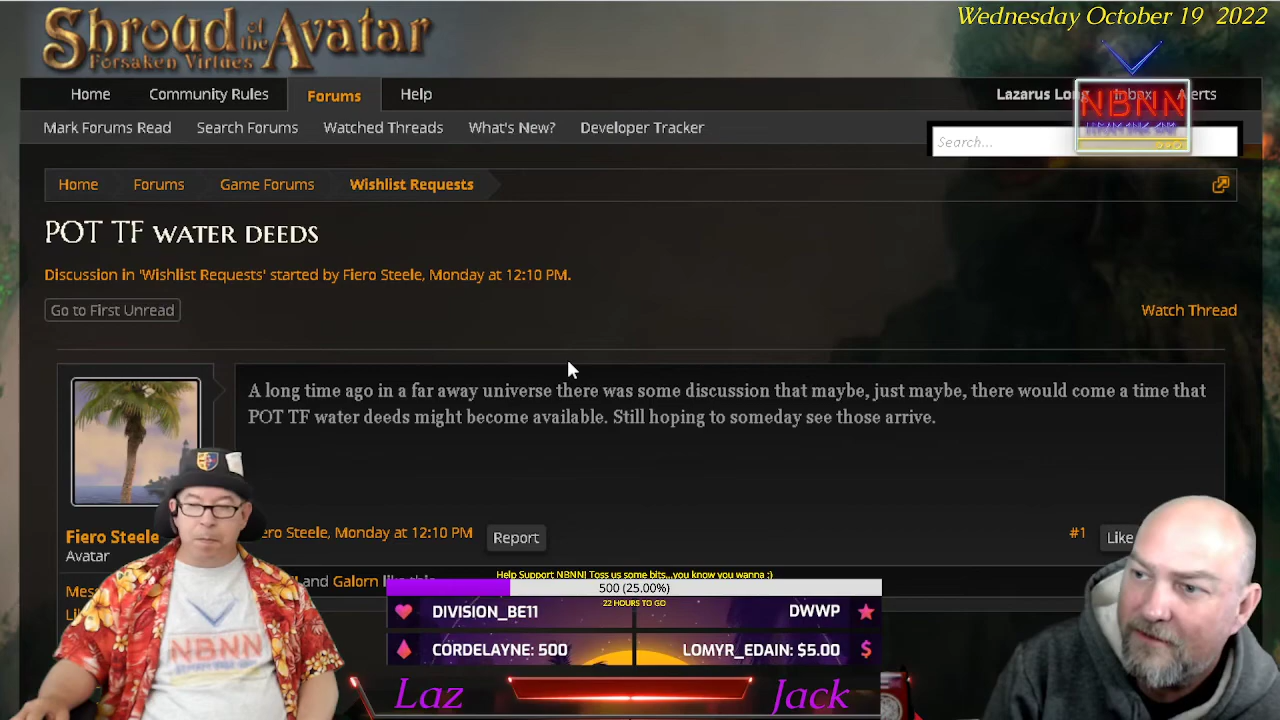 Shroud of the Avatar
Forsaken Virtues
Wednesday October 19 2022
Home Community Rules Forums Help
Lazarus Long Inbox Alerts
NBNN
Mark Forums Read Search Forums Watched Threads What's New? Developer Tracker
Search...
Home Forums Game Forums Wishlist Requests
POT TF WATER DEEDS
Discussion in 'Wishlist Requests' started by Fiero Steele, Monday at 12:10 PM.
Go to First Unread
Watch Thread
A long time ago in a far away universe there was some discussion that maybe, just maybe, there would come a time that
POT TF water deeds might become available. Still hoping to someday see those arrive.
Fiero Steele
Avatar
ero Steele, Monday at 12:10 PM
Report
#1
Like
and Galorn like this
Mes
Li
Help Support NBNN! Toss us some bits...you know you wanna :)
500 (25.00%)
22 HOURS TO GO
DIVISION_BE11 DWWP
CORDELAYNE: 500 LOMYR_EDAIN: $5.00
NBNN
Laz Jack